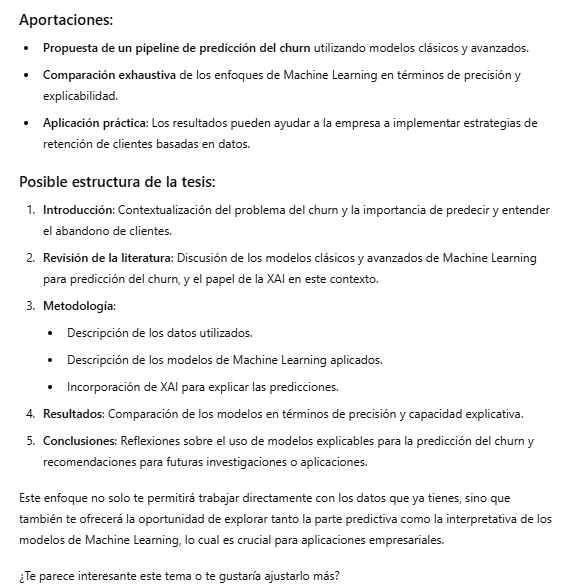 Aportaciones:
• Propuesta de un pipeline de predicción del churn utilizando modelos clásicos y avanzados.
• Comparación exhaustiva de los enfoques de Machine Learning en términos de precisión y
explicabilidad.
• Aplicación práctica: Los resultados pueden ayudar a la empresa a implementar estrategias de
retención de clientes basadas en datos.
Posible estructura de la tesis:
1. Introducción: Contextualización del problema del churn y la importancia de predecir y entender
el abandono de clientes.
2. Revisión de la literatura: Discusión de los modelos clásicos y avanzados de Machine Learning
para predicción del churn, y el papel de la XAI en este contexto.
3. Metodología:
• Descripción de los datos utilizados.
• Descripción de los modelos de Machine Learning aplicados.
• Incorporación de XAI para explicar las predicciones.
4. Resultados: Comparación de los modelos en términos de precisión y capacidad explicativa.
5. Conclusiones: Reflexiones sobre el uso de modelos explicables para la predicción del churn y
recomendaciones para futuras investigaciones o aplicaciones.
Este enfoque no solo te permitirá trabajar directamente con los datos que ya tienes, sino que
también te ofrecerá la oportunidad de explorar tanto la parte predictiva como la interpretativa de los
modelos de Machine Learning, lo cual es crucial para aplicaciones empresariales.
¿Te parece interesante este tema o te gustaría ajustarlo más?